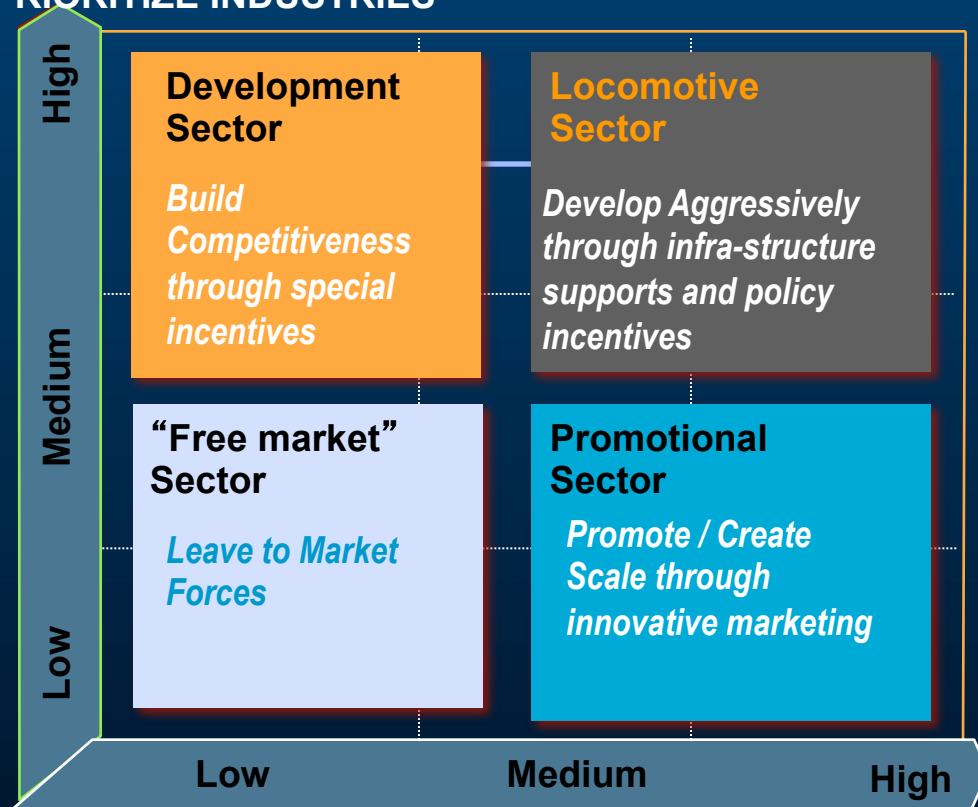 RIORITIZE INDUSTRIES
High
Medium
Low
Development
Sector
Build
Competitiveness
through special
incentives
Locomotive
Sector
Develop Aggressively
through infra-structure
supports and policy
incentives
“Free market”
Sector
Leave to Market
Forces
Promotional
Sector
Promote / Create
Scale through
innovative marketing
Low
Medium
High